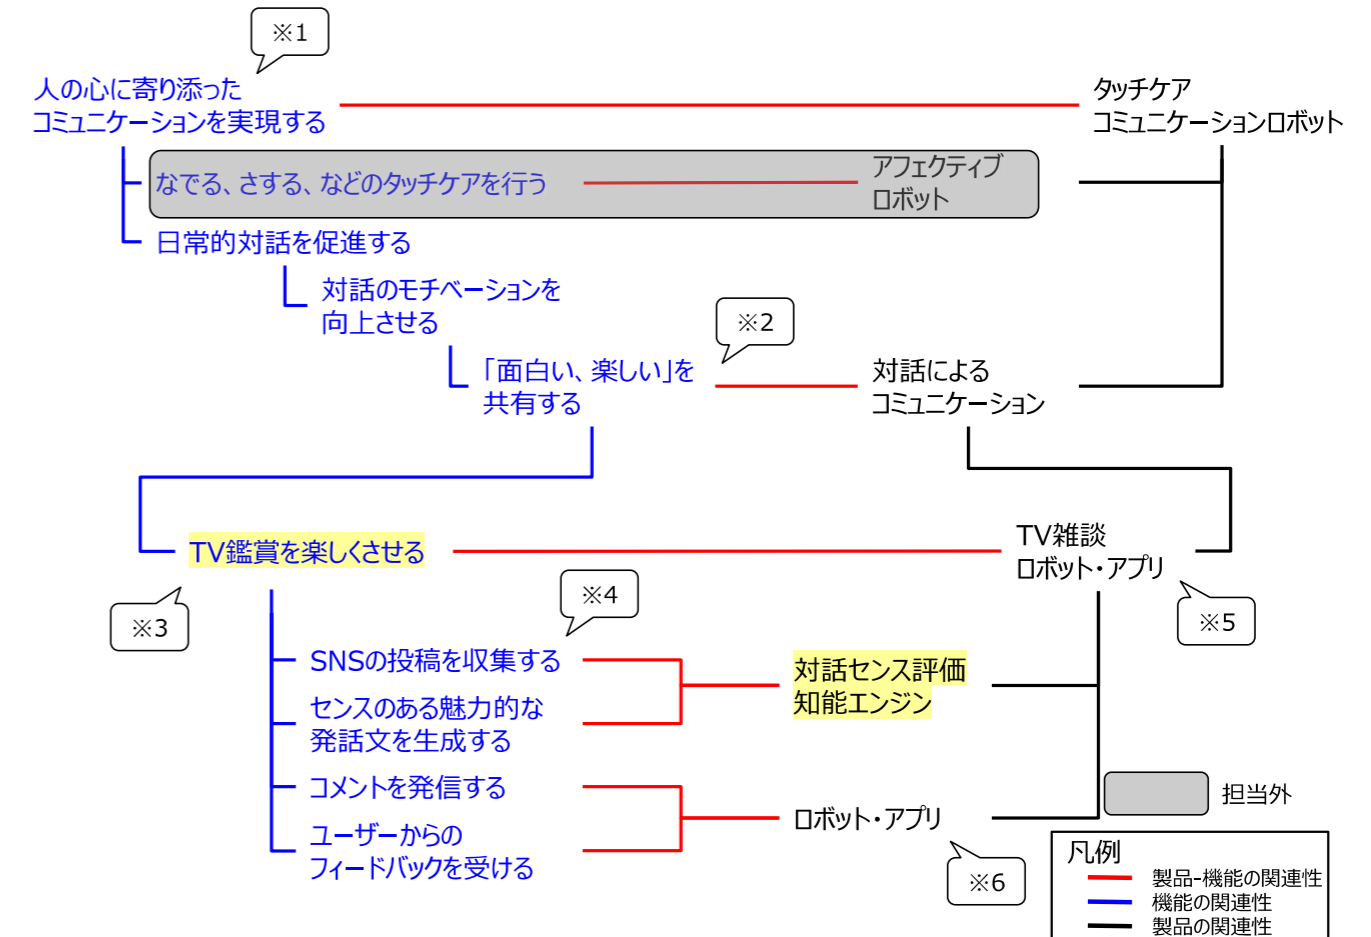 ※1
人の心に寄り添った
コミュニケーションを実現する
タッチケア
コミュニケーションロボット
なでる、さする、などのタッチケアを行う
アフェクティブ
ロボット
日常的対話を促進する
対話のモチベーションを
向上させる
※2
「面白い、楽しい」を
共有する
対話による
コミュニケーション
TV鑑賞を楽しくさせる
TV雑談
ロボット・アプリ
※3
※4
※5
SNSの投稿を収集する
センスのある魅力的な
発話文を生成する
対話センス評価
知能エンジン
コメントを発信する
ユーザーからの
フィードバックを受ける
ロボット・アプリ
※6
担当外
凡例
製品-機能の関連性
機能の関連性
製品の関連性